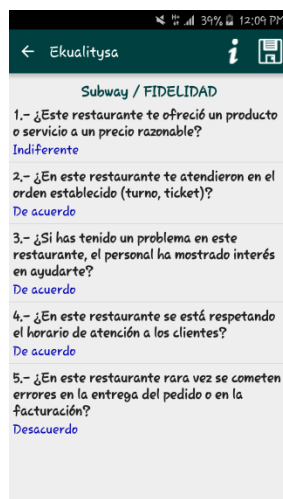 39% 12:09 PM
Ekualitysa
Subway / FIDELIDAD
1.- ¿Este restaurante te ofreció un producto
o servicio a un precio razonable?
Indiferente
2.- ¿En este restaurante te atendieron en el
orden establecido (turno, ticket)?
De acuerdo
3.- ¿Si has tenido un problema en este
restaurante, el personal ha mostrado interés
en ayudarte?
De acuerdo
4.- ¿En este restaurante se está respetando
el horario de atención a los clientes?
De acuerdo
5.- ¿En este restaurante rara vez se cometen
errores en la entrega del pedido o en la
facturación?
Desacuerdo